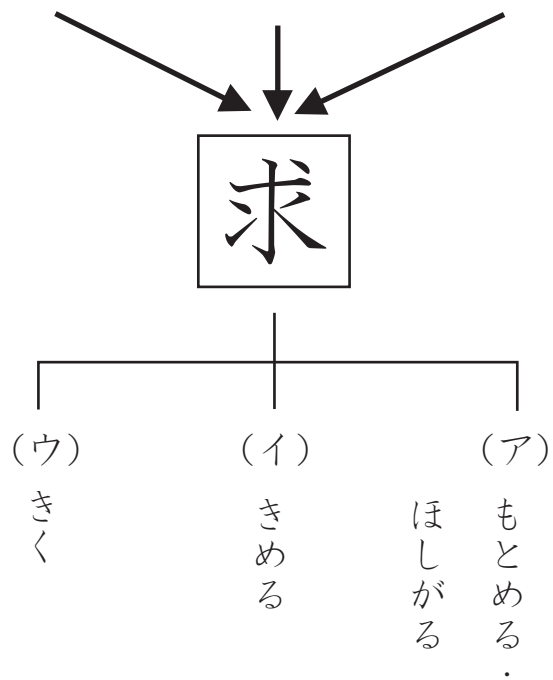 求
（ア）もとめる・
ほしがる
（イ）きめる
（ウ）きく